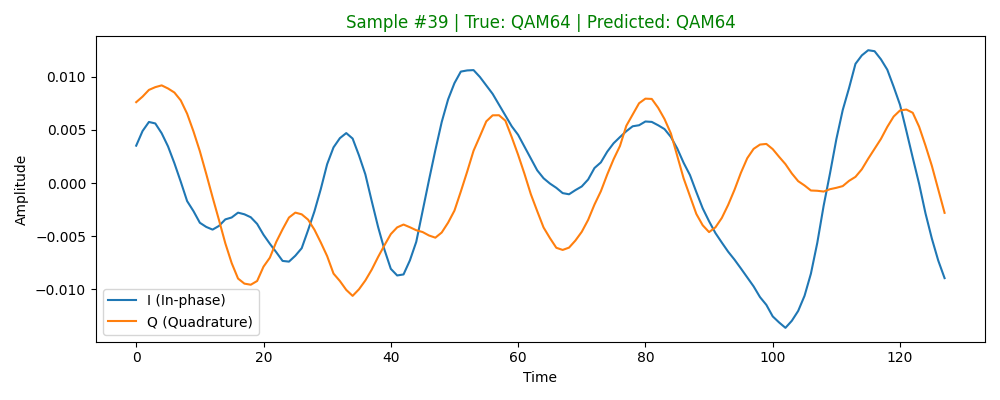 Sample #39 | True: QAM64 | Predicted: QAM64
Amplitude
0.010
0.005
0.000
−0.005
−0.010
I (In-phase)
Q (Quadrature)
0 20 40 60 80 100 120
Time